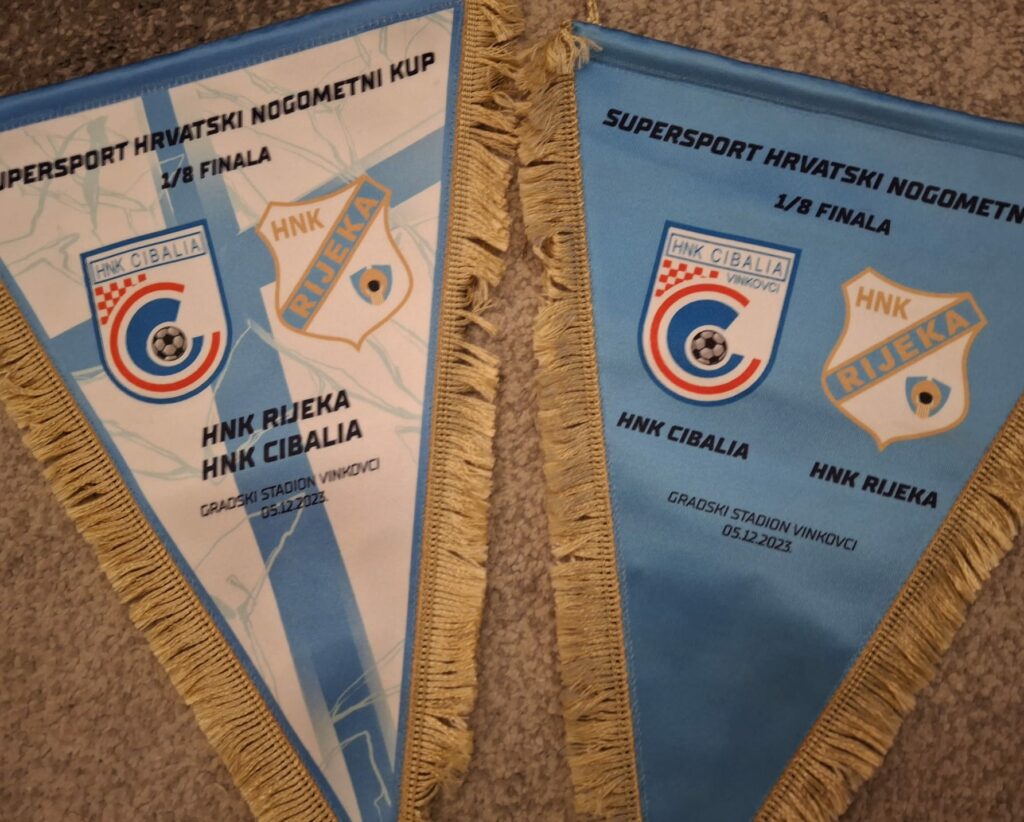 UPERSPORT HRVATSKI NOGOMETNI KUP
1/8 FINALA
HNK CIBALIA
HNK
RIJEKA
HNK RIJEKA
HNK CIBALIA
GRADSKI STADION VINKOVCI
05.12.2023.
SUPERSPORT HRVATSKI NOGOMETN
1/8 FINALA
HNK CIBALIA
VINKOVCI
HNK
RIJEKA
HNK CIBALIA
HNK RIJEKA
GRADSKI STADION VINKOVCI
05.12.2023.